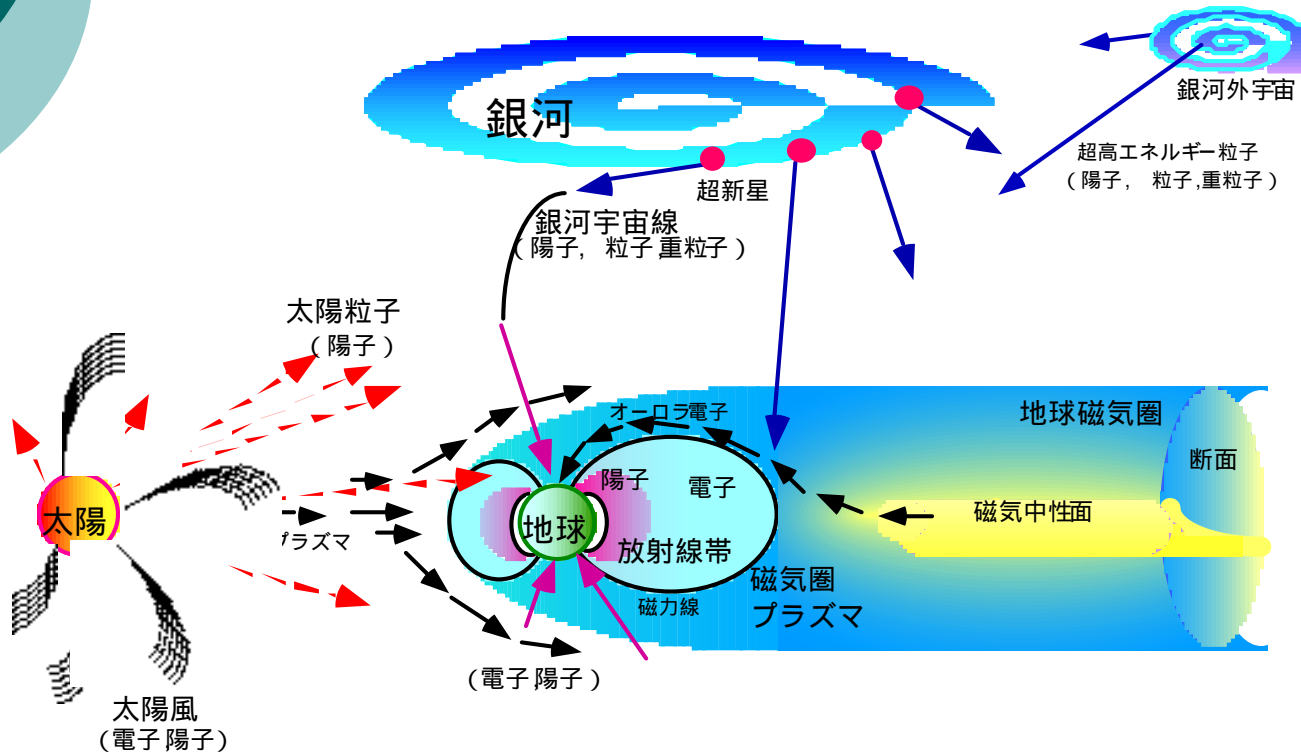 銀河
銀河外宇宙
超高エネルギー粒子
(陽子, 粒子,重粒子)
超新星
銀河宇宙線
(陽子, 粒子,重粒子)
太陽粒子
(陽子)
オーロラ電子
地球磁気圏
断面
陽子
電子
太陽
プラズマ
地球
磁気中性面
放射線帯
磁気圏
プラズマ
磁力線
(電子,陽子)
太陽風
(電子,陽子)